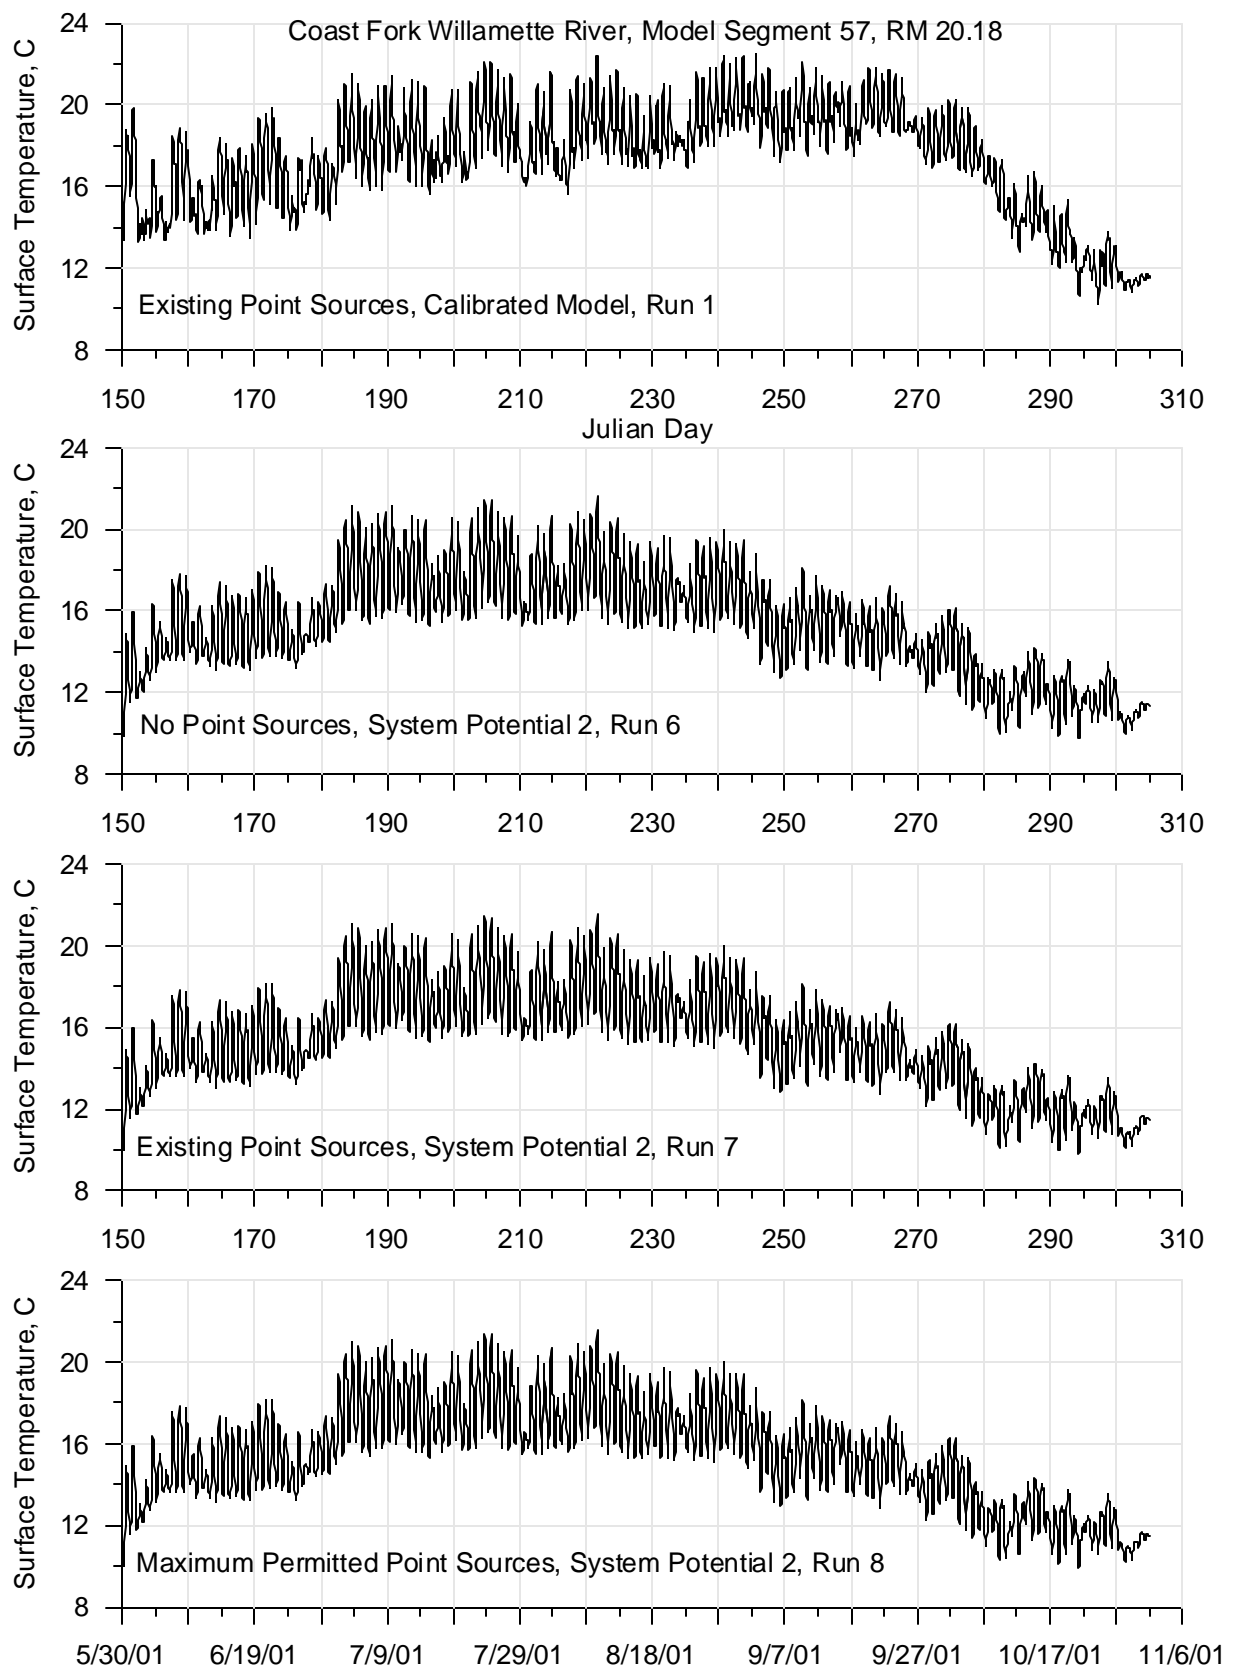 Coast Fork Willamette River, Model Segment 57, RM 20.18
Surface Temperature, C
24
20
16
12
8
Existing Point Sources, Calibrated Model, Run 1
150 170 190 210 230 250 270 290 310
Julian Day
Surface Temperature, C
24
20
16
12
8
No Point Sources, System Potential 2, Run 6
150 170 190 210 230 250 270 290 310
Surface Temperature, C
24
20
16
12
8
Existing Point Sources, System Potential 2, Run 7
150 170 190 210 230 250 270 290 310
Surface Temperature, C
24
20
16
12
8
Maximum Permitted Point Sources, System Potential 2, Run 8
5/30/01 6/19/01 7/9/01 7/29/01 8/18/01 9/7/01 9/27/01 10/17/01 11/6/01